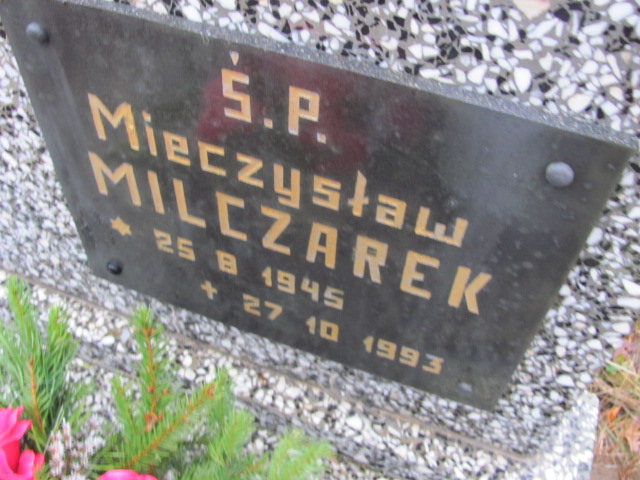 Ś.P.
Mieczysław
MILCZAREK
* 25 8 1945
+ 27 10 1993